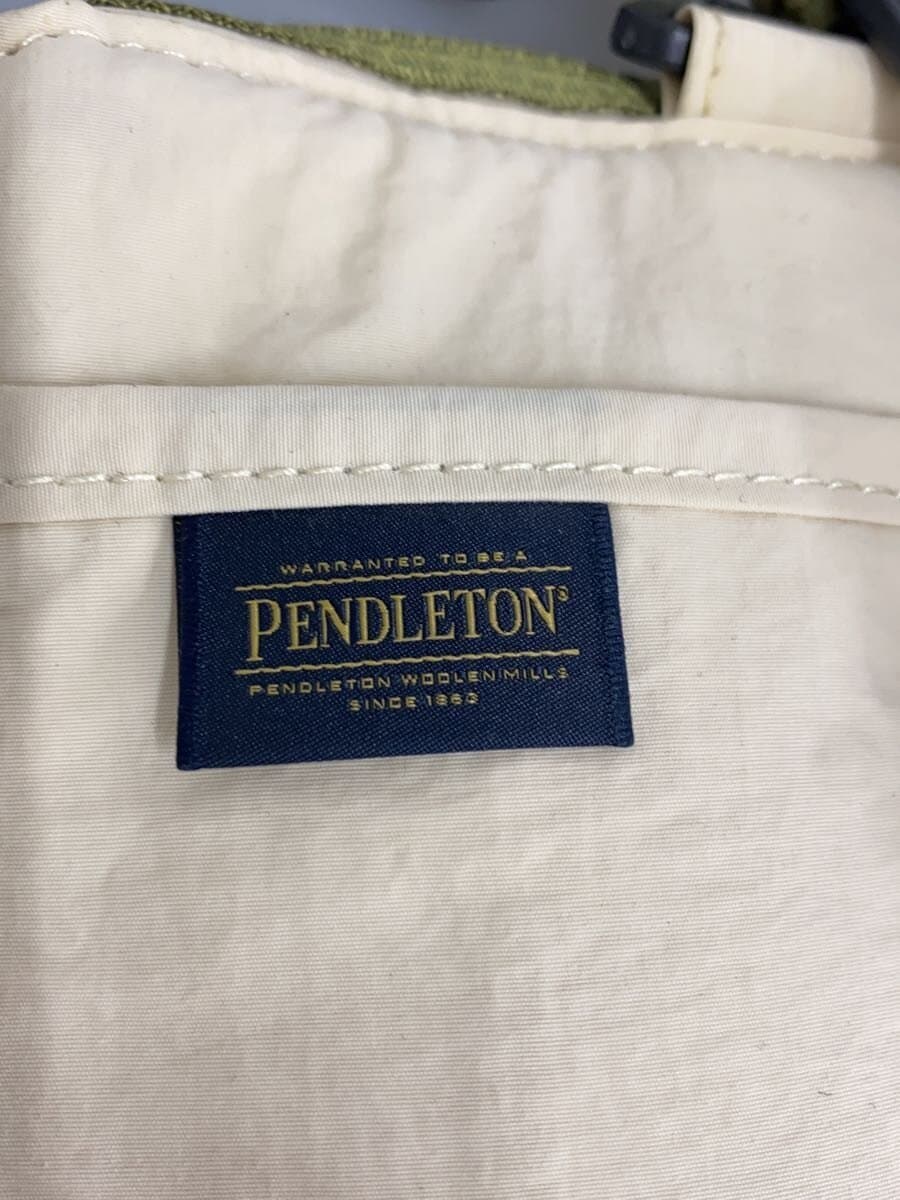 WARRANTED TO BE A
PENDLETON®
PENDLETON WOOLEN MILLS
SINCE 1863